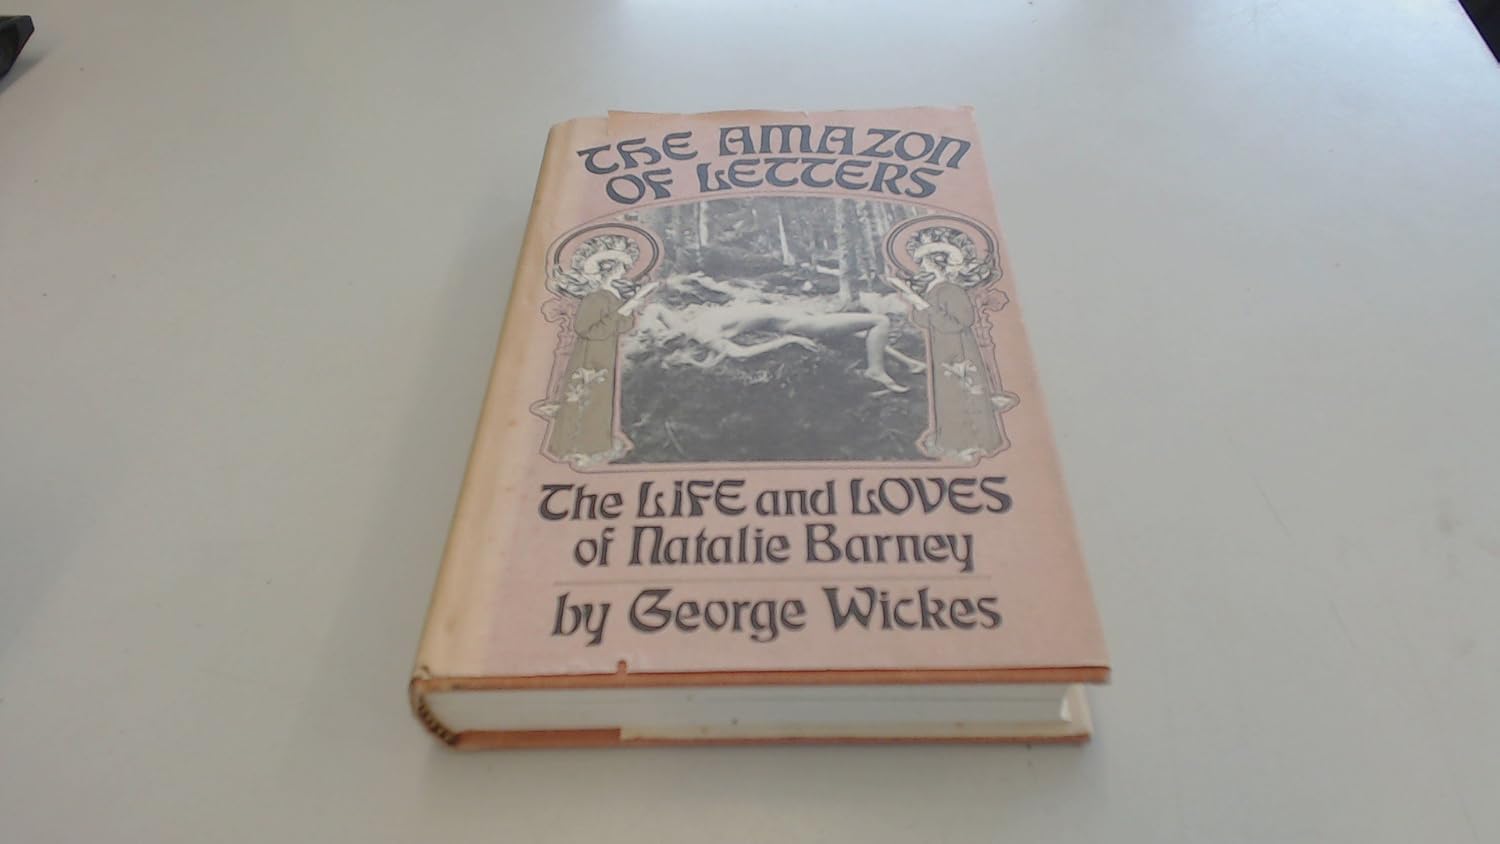 THE AMAZON
OF LETTERS
The LIFE and LOVES
of Natalie Barney
by George Wickes